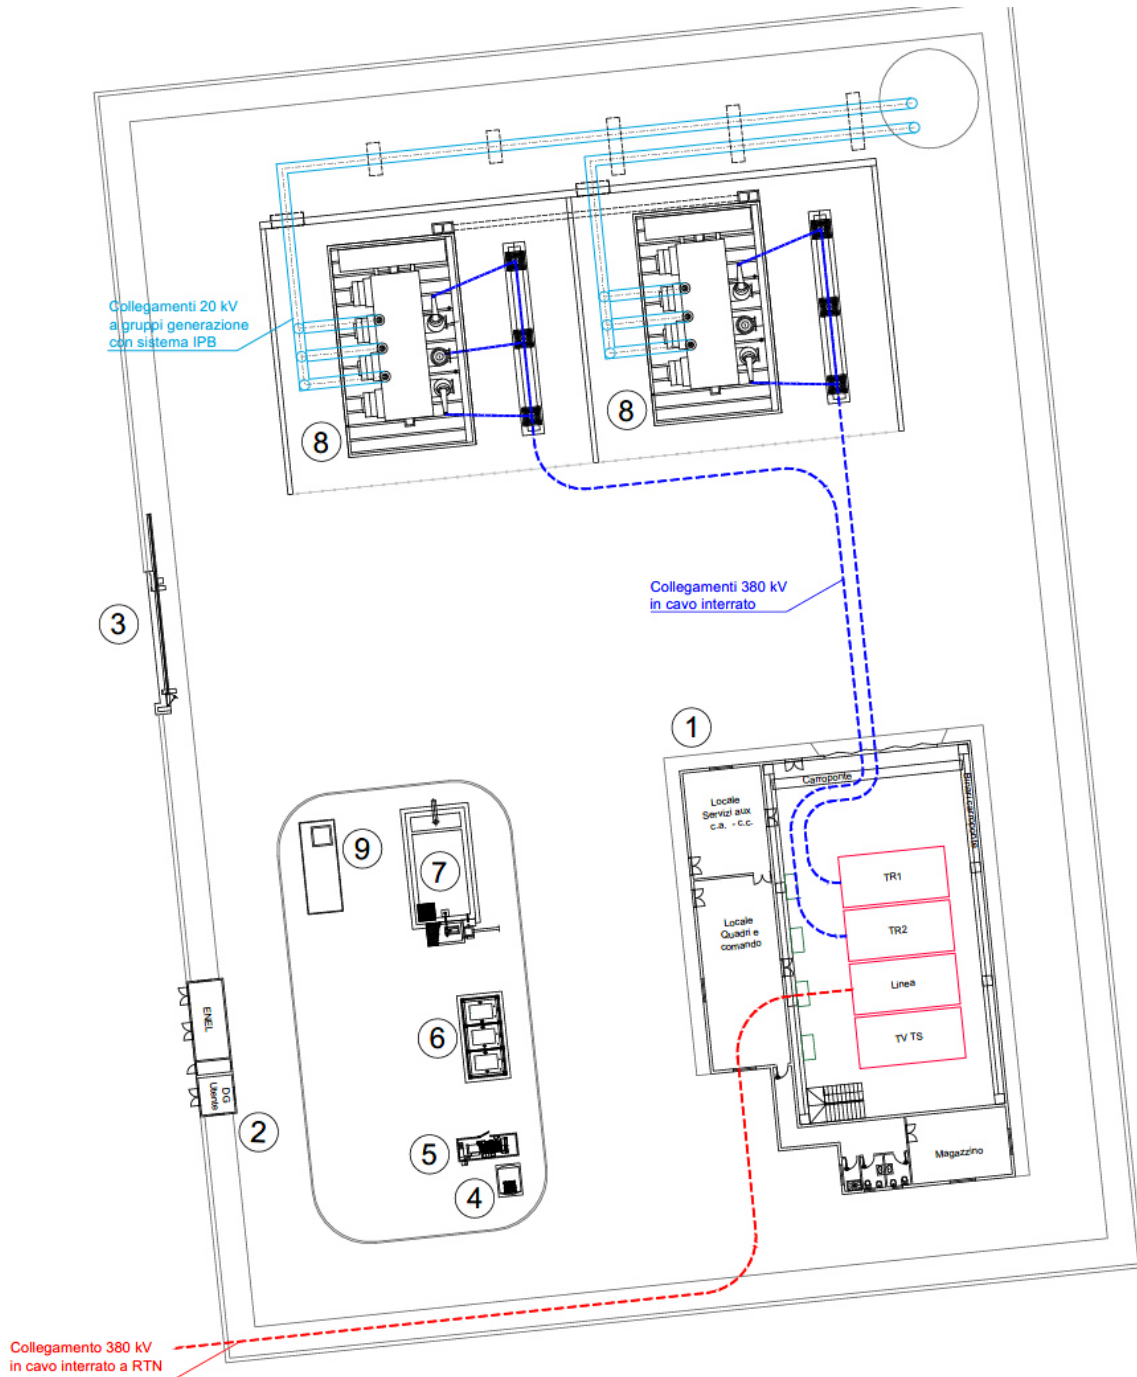 Collegamenti 20 kV
a gruppi generazione
con sistema IPB
8
8
Collegamenti 380 kV
in cavo interrato
3
1
Carroponte
Binari carroponte
Locale
Servizi aux
c.a. - c.c.
9
7
TR1
Locale
Quadri e
comando
TR2
Linea
ENEL
6
TV TS
DG
Utente
2
5
Magazzino
4
Collegamento 380 kV
in cavo interrato a RTN